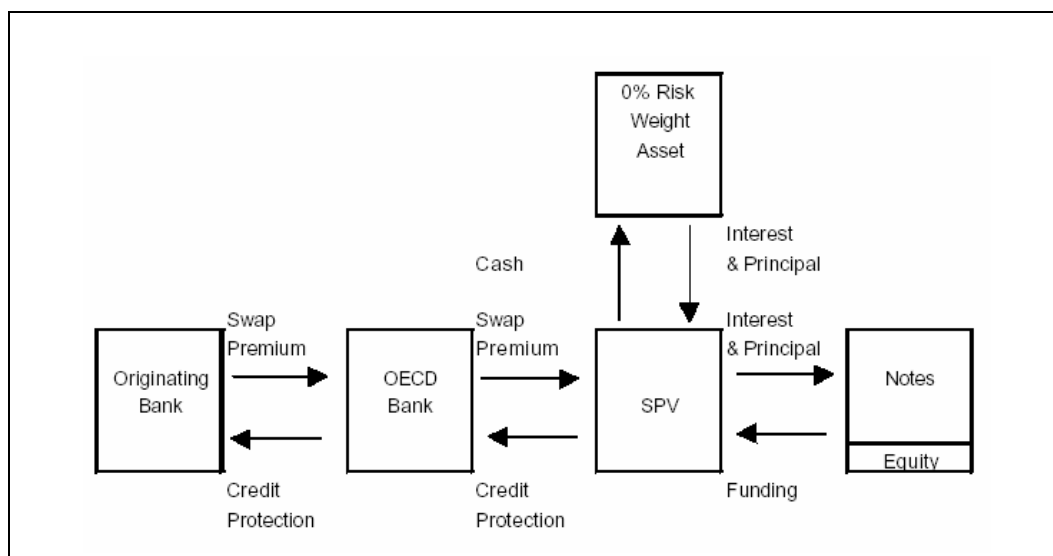 0% Risk
Weight
Asset
Cash
Interest
& Principal
Swap
Premium
Swap
Premium
Interest
& Principal
Originating
Bank
OECD
Bank
SPV
Notes
Equity
Credit
Protection
Credit
Protection
Funding